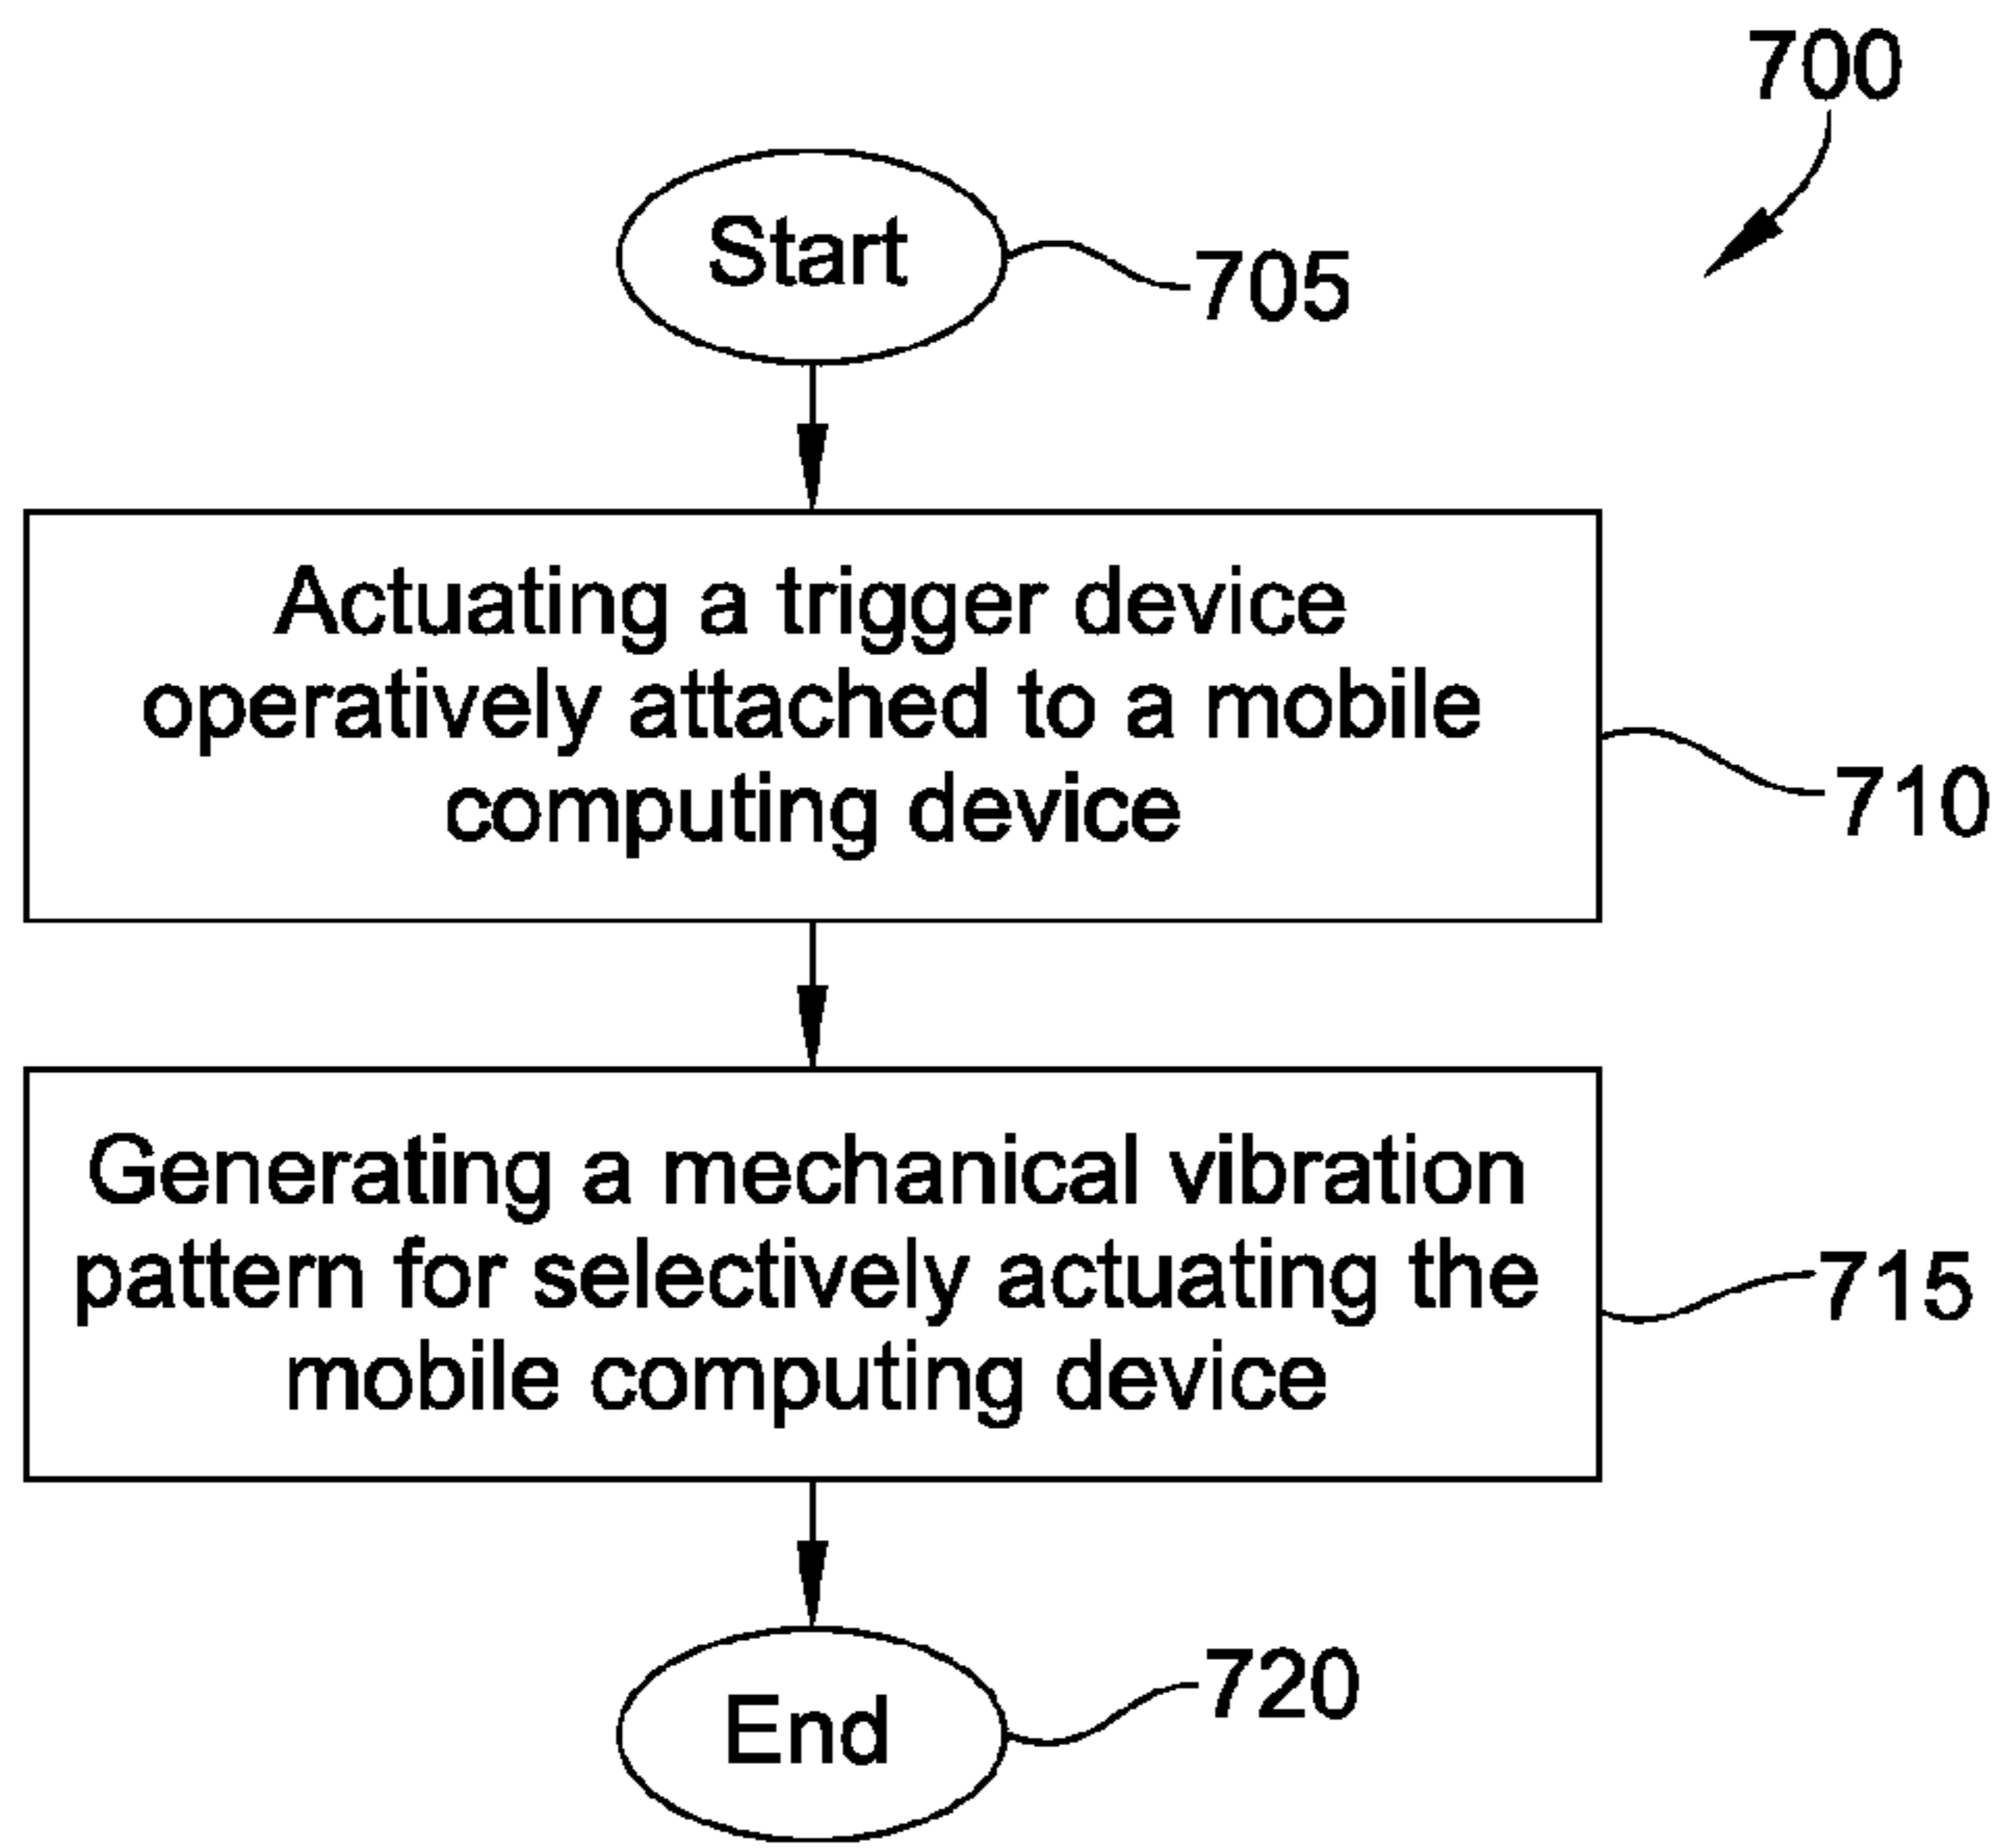 700
Start
705
Actuating a trigger device
operatively attached to a mobile
computing device
710
Generating a mechanical vibration
pattern for selectively actuating the
mobile computing device
715
End
720